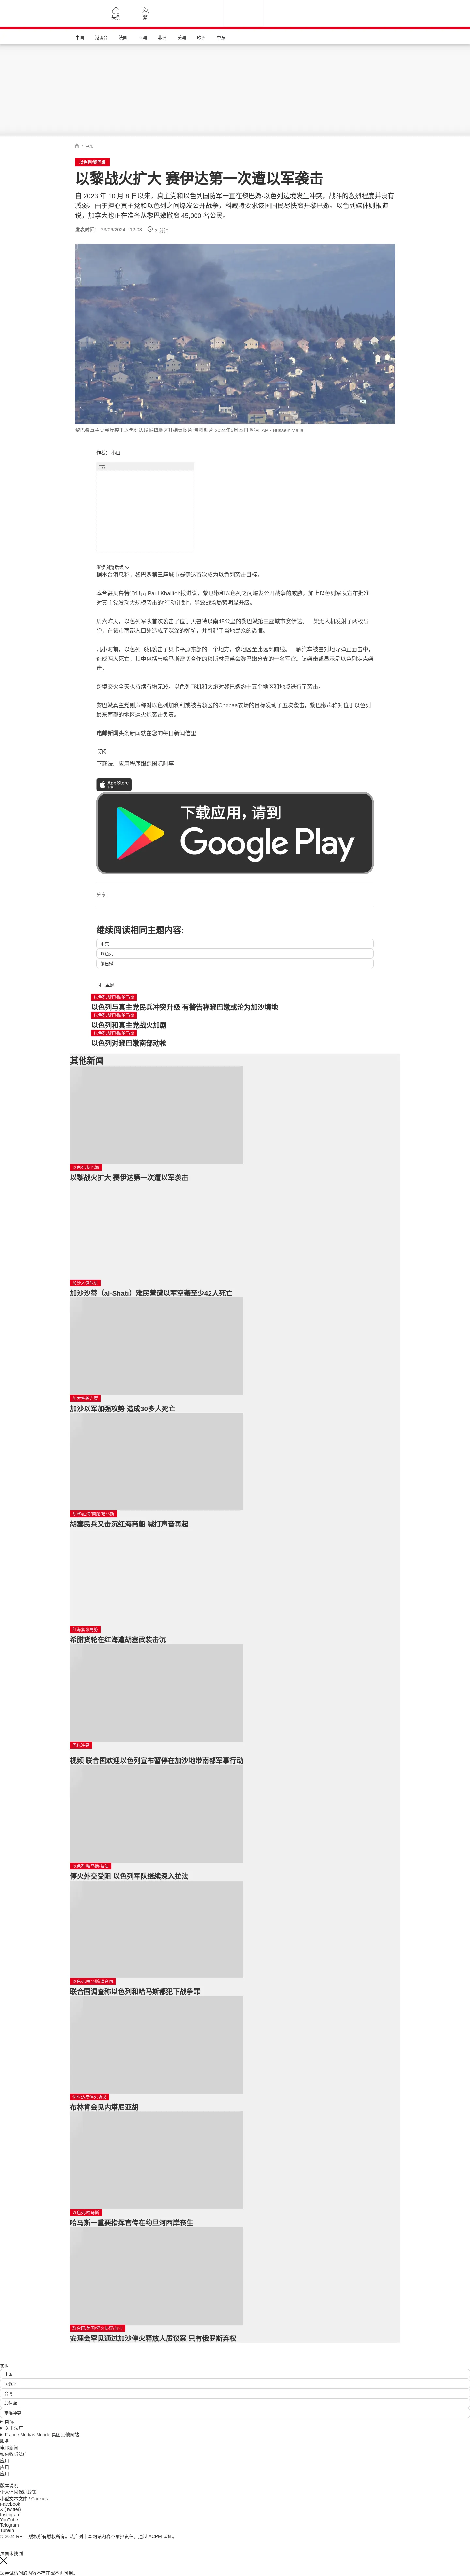 头条
繁
中国
港澳台
法国
亚洲
非洲
美洲
欧洲
中东
/ 中东
以色列/黎巴嫩
以黎战火扩大 赛伊达第一次遭以军袭击
自 2023 年 10 月 8 日以来，真主党和以色列国防军一直在黎巴嫩-以色列边境发生冲突，战斗的激烈程度并没有减弱。由于担心真主党和以色列之间爆发公开战争，科威特要求该国国民尽快离开黎巴嫩。以色列媒体则报道说，加拿大也正在准备从黎巴嫩撤离 45,000 名公民。
发表时间： 23/06/2024 - 12:03
3 分钟
黎巴嫩真主党民兵袭击以色列边境城镇地区升硝烟图片 资料照片 2024年6月22日 照片 AP - Hussein Malla
作者： 小山
广告
继续浏览后续
据本台消息称，黎巴嫩第三座城市赛伊达首次成为以色列袭击目标。
本台驻贝鲁特通讯员 Paul Khalifeh报道说，黎巴嫩和以色列之间爆发公开战争的威胁，加上以色列军队宣布批准对真主党发动大规模袭击的“行动计划”，导致战场局势明显升级。
周六昨天，以色列军队首次袭击了位于贝鲁特以南45公里的黎巴嫩第三座城市赛伊达。一架无人机发射了两枚导弹，在该市南部入口处造成了深深的弹坑，并引起了当地民众的恐慌。
几小时前，以色列飞机袭击了贝卡平原东部的一个地方，该地区至此远离前线。一辆汽车被空对地导弹正面击中，造成两人死亡，其中包括与哈马斯密切合作的穆斯林兄弟会黎巴嫩分支的一名军官。该袭击或显示是以色列定点袭击。
跨境交火全天也持续有增无减。以色列飞机和大炮对黎巴嫩的十五个地区和地点进行了袭击。
黎巴嫩真主党则声称对以色列加利利或被占领区的Chebaa农场的目标发动了五次袭击，黎巴嫩声称对位于以色列最东南部的地区遭火炮袭击负责。
电邮新闻头条新闻就在您的每日新闻信里
订阅
下载法广应用程序跟踪国际时事
App Store
下载应用，请到
Google Play
分享 :
继续阅读相同主题内容:
中东
以色列
黎巴嫩
同一主题
以色列/黎巴嫩/哈马斯
以色列与真主党民兵冲突升级 有警告称黎巴嫩或沦为加沙境地
以色列/黎巴嫩/哈马斯
以色列和真主党战火加剧
以色列/黎巴嫩/哈马斯
以色列对黎巴嫩南部动枪
其他新闻
以色列/黎巴嫩
以黎战火扩大 赛伊达第一次遭以军袭击
加沙人道危机
加沙沙蒂（al-Shati）难民营遭以军空袭至少42人死亡
加大空袭力度
加沙以军加强攻势 造成30多人死亡
胡塞/红海/商船/哈马斯
胡塞民兵又击沉红海商船 喊打声音再起
红海紧张局势
希腊货轮在红海遭胡塞武装击沉
巴以冲突
视频 联合国欢迎以色列宣布暂停在加沙地带南部军事行动
以色列/哈马斯/拉法
停火外交受阻 以色列军队继续深入拉法
以色列/哈马斯/联合国
联合国调查称以色列和哈马斯都犯下战争罪
何时达成停火协议
布林肯会见内塔尼亚胡
以色列/哈马斯
哈马斯一重要指挥官传在约旦河西岸丧生
联合国/美国/停火协议/加沙
安理会罕见通过加沙停火释放人质议案 只有俄罗斯弃权
实时
中国
习近平
台湾
菲律宾
南海冲突
国际
关于法广
France Médias Monde 集团其他网站
服务
电邮新闻
如何收听法广
应用
应用
应用
版本说明
个人信息保护政策
小型文本文件 / Cookies
Facebook
X (Twitter)
Instagram
YouTube
Telegram
TuneIn
© 2024 RFI – 版权所有版权所有。法广对非本网站内容不承担责任。通过 ACPM 认证。
页面未找到
您尝试访问的内容不存在或不再可用。